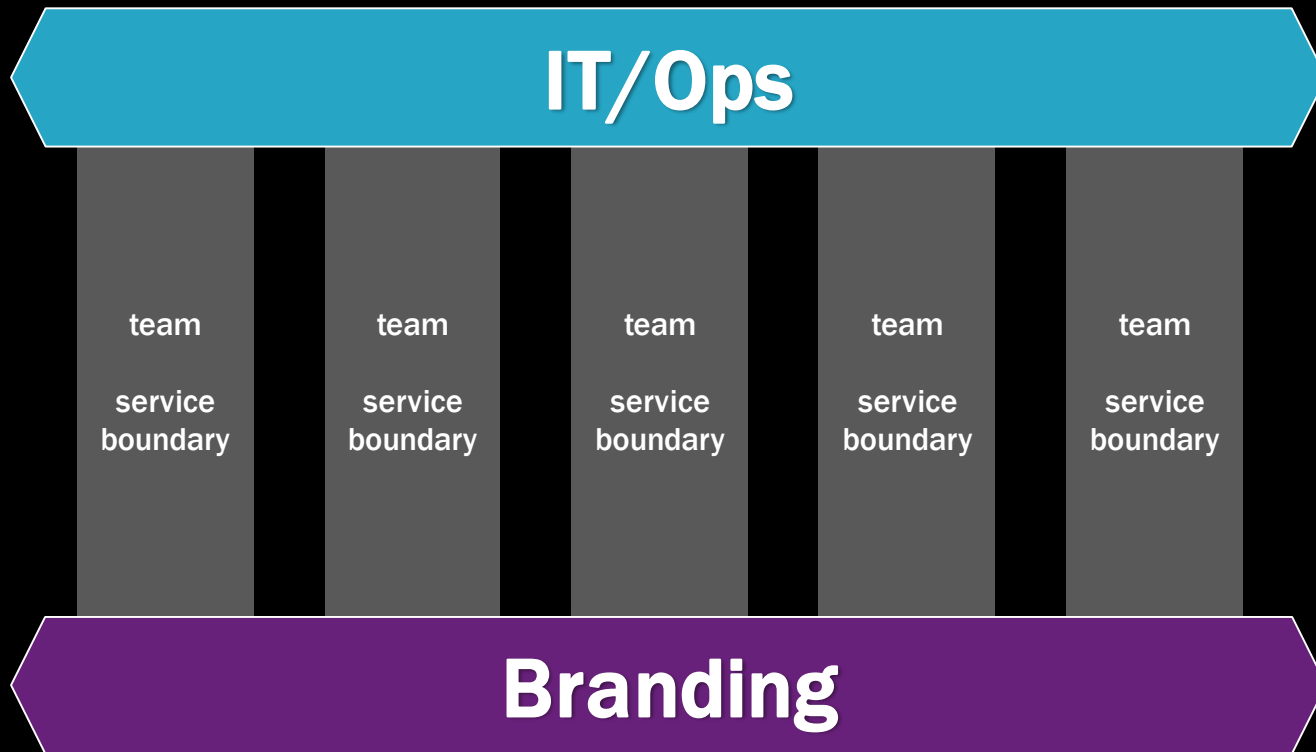 IT/Ops
team
service
boundary
team
service
boundary
team
service
boundary
team
service
boundary
team
service
boundary
Branding